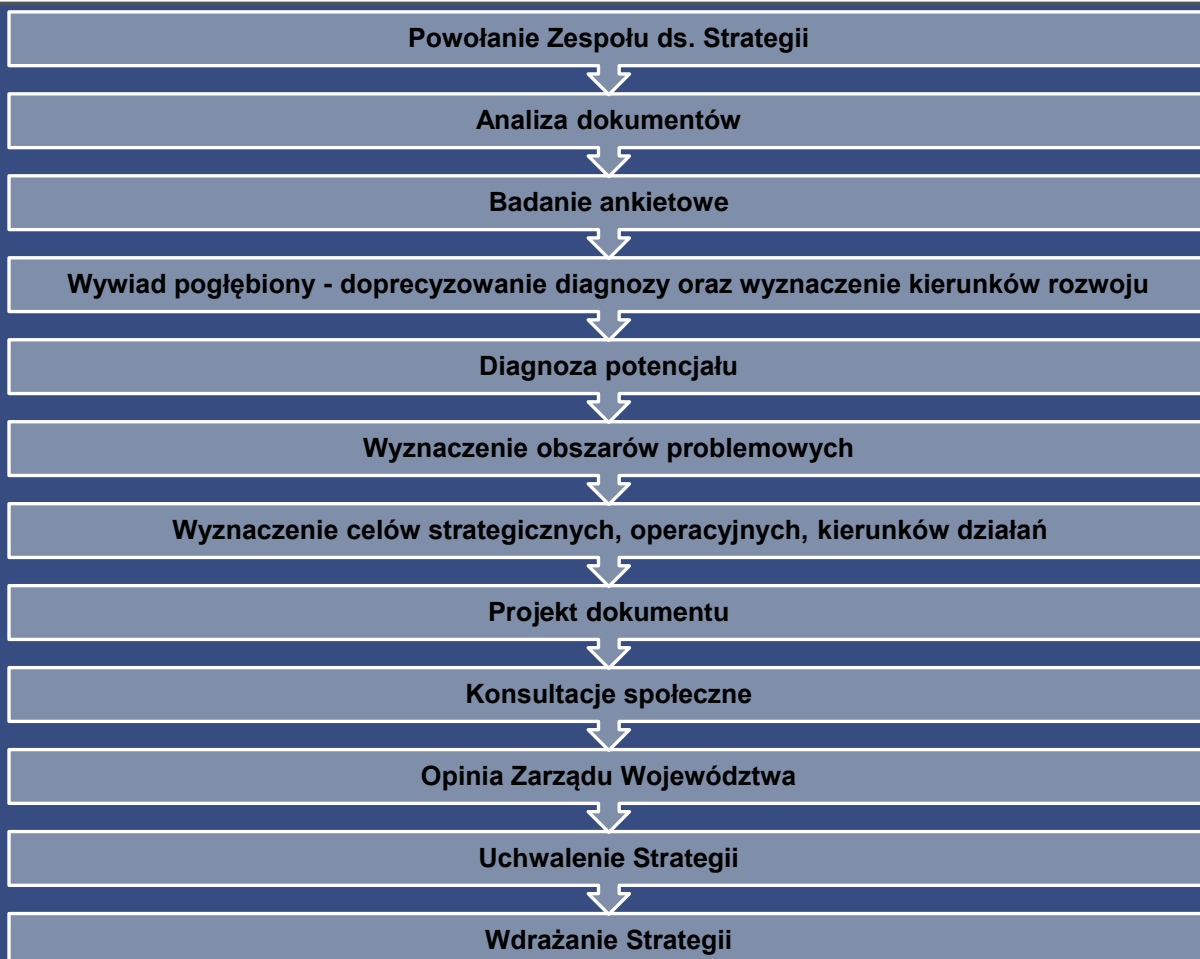 Powołanie Zespołu ds. Strategii
Analiza dokumentów
Badanie ankietowe
Wywiad pogłębiony - doprecyzowanie diagnozy oraz wyznaczenie kierunków rozwoju
Diagnoza potencjału
Wyznaczenie obszarów problemowych
Wyznaczenie celów strategicznych, operacyjnych, kierunków działań
Projekt dokumentu
Konsultacje społeczne
Opinia Zarządu Województwa
Uchwalenie Strategii
Wdrażanie Strategii